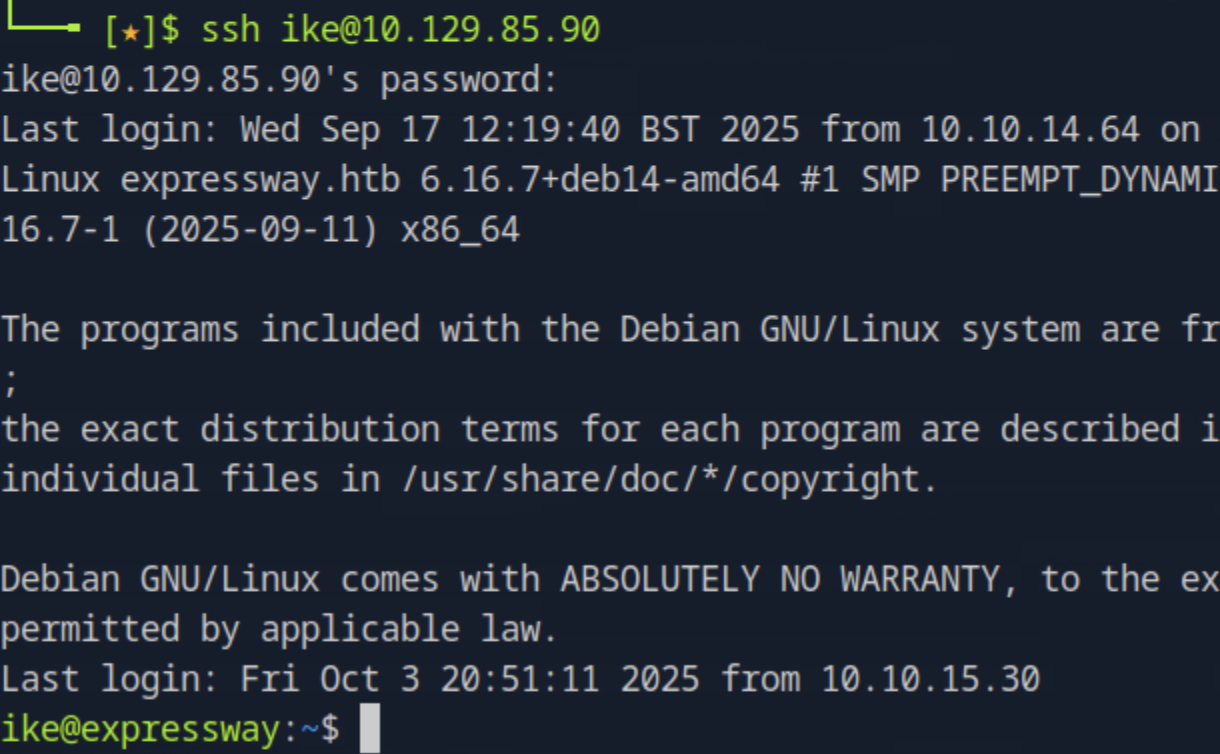 └──╼ [★]$ ssh ike@10.129.85.90
ike@10.129.85.90's password:
Last login: Wed Sep 17 12:19:40 BST 2025 from 10.10.14.64 on
Linux expressway.htb 6.16.7+deb14-amd64 #1 SMP PREEMPT_DYNAMI
16.7-1 (2025-09-11) x86_64

The programs included with the Debian GNU/Linux system are fr
;
the exact distribution terms for each program are described i
individual files in /usr/share/doc/*/copyright.

Debian GNU/Linux comes with ABSOLUTELY NO WARRANTY, to the ex
permitted by applicable law.
Last login: Fri Oct 3 20:51:11 2025 from 10.10.15.30
ike@expressway:~$